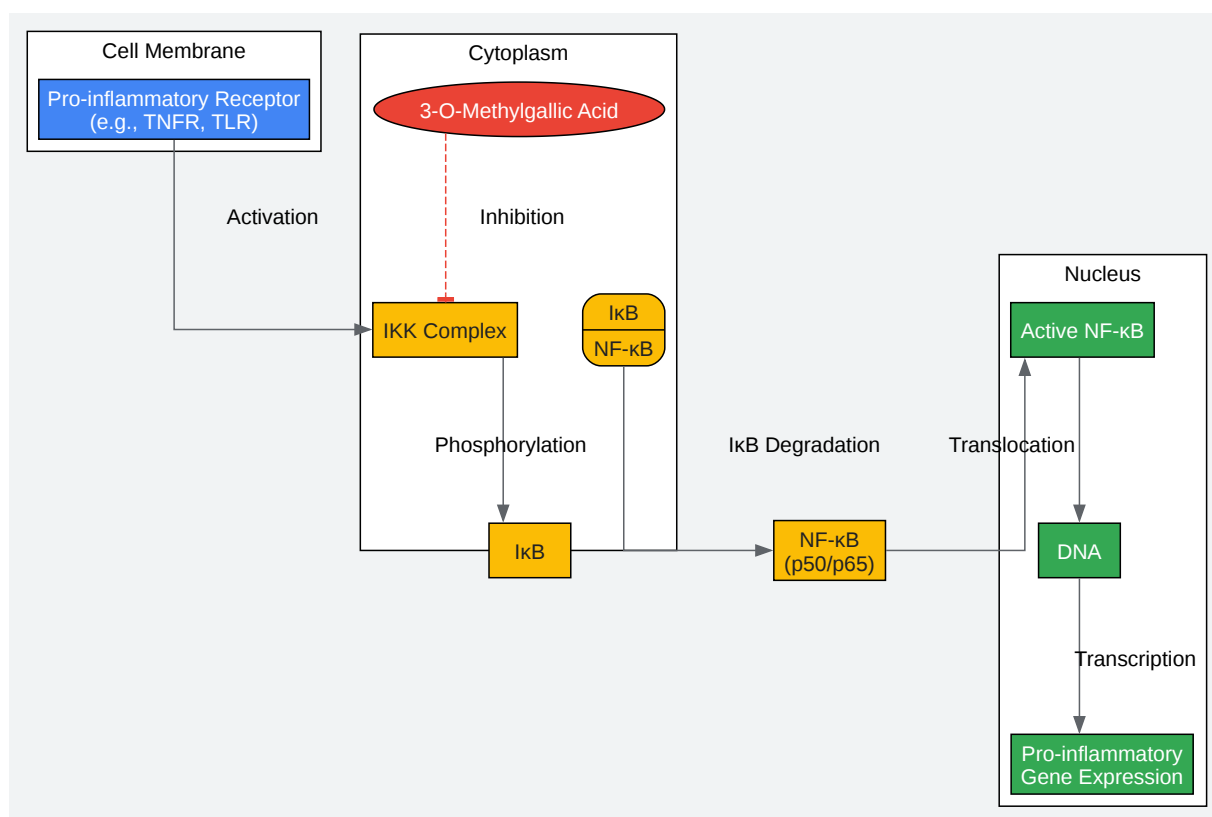 Cell Membrane
Pro-inflammatory Receptor
(e.g., TNFR, TLR)
Activation
Cytoplasm
3-O-Methylgallic Acid
Inhibition
IKK Complex
IκB
NF-κB
Phosphorylation
IκB
IκB Degradation
NF-κB
(p50/p65)
Translocation
Nucleus
Active NF-κB
DNA
Transcription
Pro-inflammatory
Gene Expression